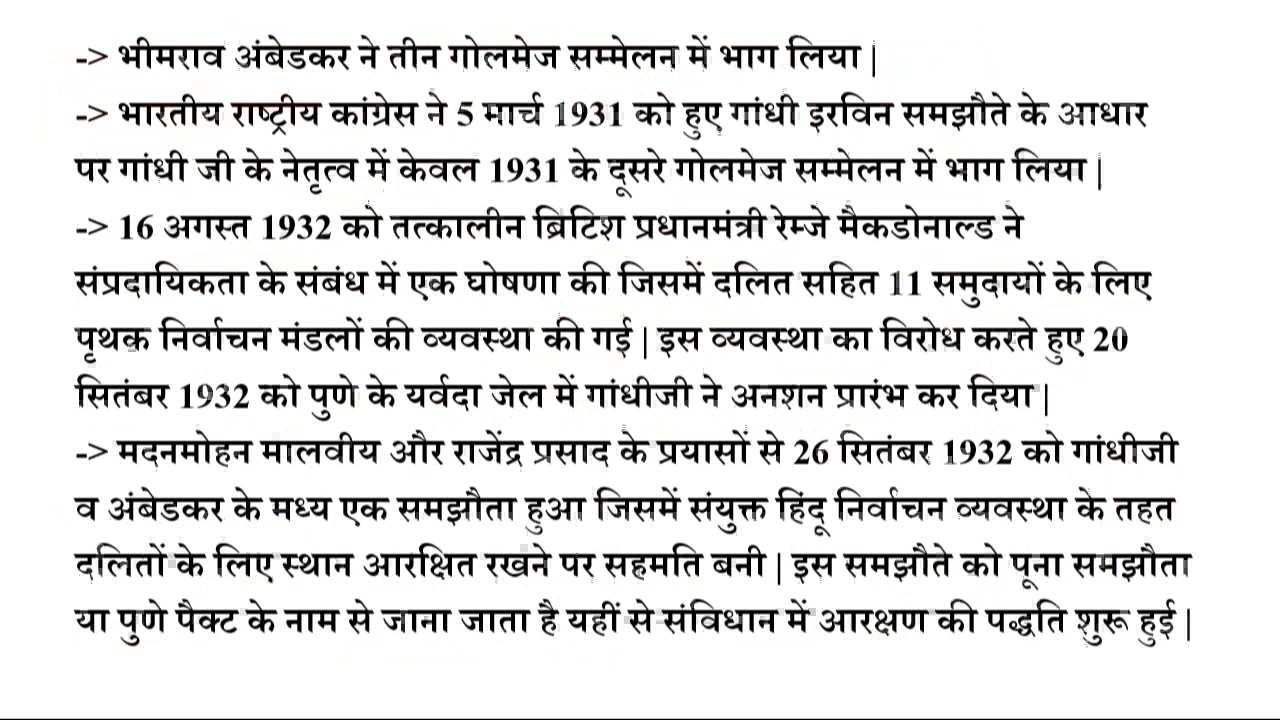 -> भीमराव अंबेडकर ने तीन गोलमेज सम्मेलन में भाग लिया |
-> भारतीय राष्ट्रीय कांग्रेस ने 5 मार्च 1931 को हुए गांधी इरविन समझौते के आधार
पर गांधी जी के नेतृत्व में केवल 1931 के दूसरे गोलमेज सम्मेलन में भाग लिया |
-> 16 अगस्त 1932 को तत्कालीन ब्रिटिश प्रधानमंत्री रेम्जे मैकडोनाल्ड ने
संप्रदायिकता के संबंध में एक घोषणा की जिसमें दलित सहित 11 समुदायों के लिए
पृथक निर्वाचन मंडलों की व्यवस्था की गई | इस व्यवस्था का विरोध करते हुए 20
सितंबर 1932 को पुणे के यर्वदा जेल में गांधीजी ने अनशन प्रारंभ कर दिया |
-> मदनमोहन मालवीय और राजेंद्र प्रसाद के प्रयासों से 26 सितंबर 1932 को गांधीजी
व अंबेडकर के मध्य एक समझौता हुआ जिसमें संयुक्त हिंदू निर्वाचन व्यवस्था के तहत
दलितों के लिए स्थान आरक्षित रखने पर सहमति बनी | इस समझौते को पूना समझौता
या पुणे पैक्ट के नाम से जाना जाता है यहीं से संविधान में आरक्षण की पद्धति शुरू हुई |